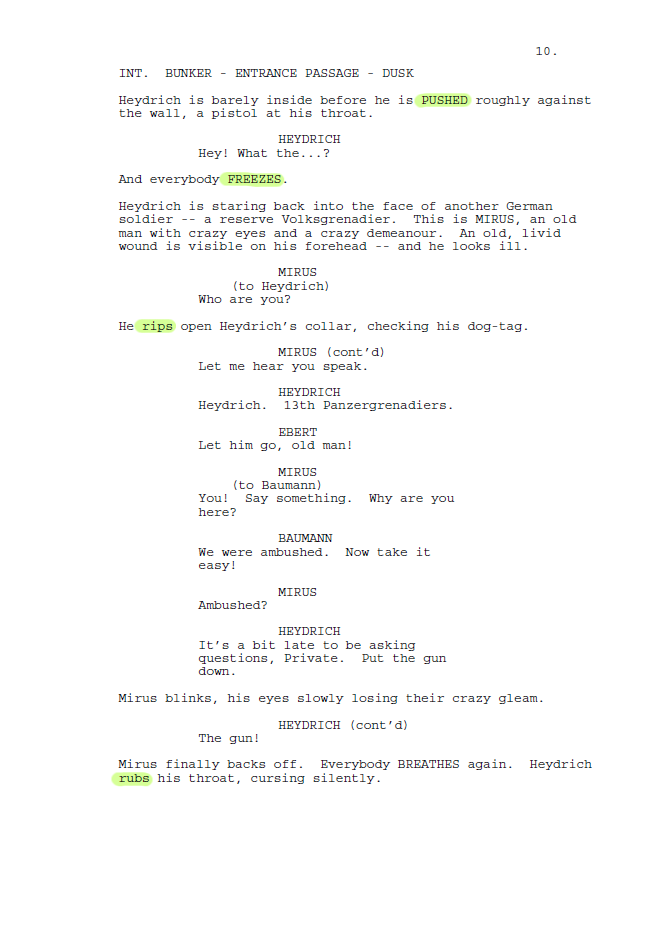 10.
INT.  BUNKER - ENTRANCE PASSAGE - DUSK
Heydrich is barely inside before he is PUSHED roughly against
the wall, a pistol at his throat.
HEYDRICH
Hey! What the...?
And everybody FREEZES.
Heydrich is staring back into the face of another German
soldier -- a reserve Volksgrenadier.  This is MIRUS, an old
man with crazy eyes and a crazy demeanour.  An old, livid
wound is visible on his forehead -- and he looks ill.
MIRUS
(to Heydrich)
Who are you?
He rips open Heydrich's collar, checking his dog-tag.
MIRUS (cont'd)
Let me hear you speak.
HEYDRICH
Heydrich.  13th Panzergrenadiers.
EBERT
Let him go, old man!
MIRUS
(to Baumann)
You!  Say something.  Why are you
here?
BAUMANN
We were ambushed.  Now take it
easy!
MIRUS
Ambushed?
HEYDRICH
It's a bit late to be asking
questions, Private.  Put the gun
down.
Mirus blinks, his eyes slowly losing their crazy gleam.
HEYDRICH (cont'd)
The gun!
Mirus finally backs off.  Everybody BREATHES again.  Heydrich
rubs his throat, cursing silently.